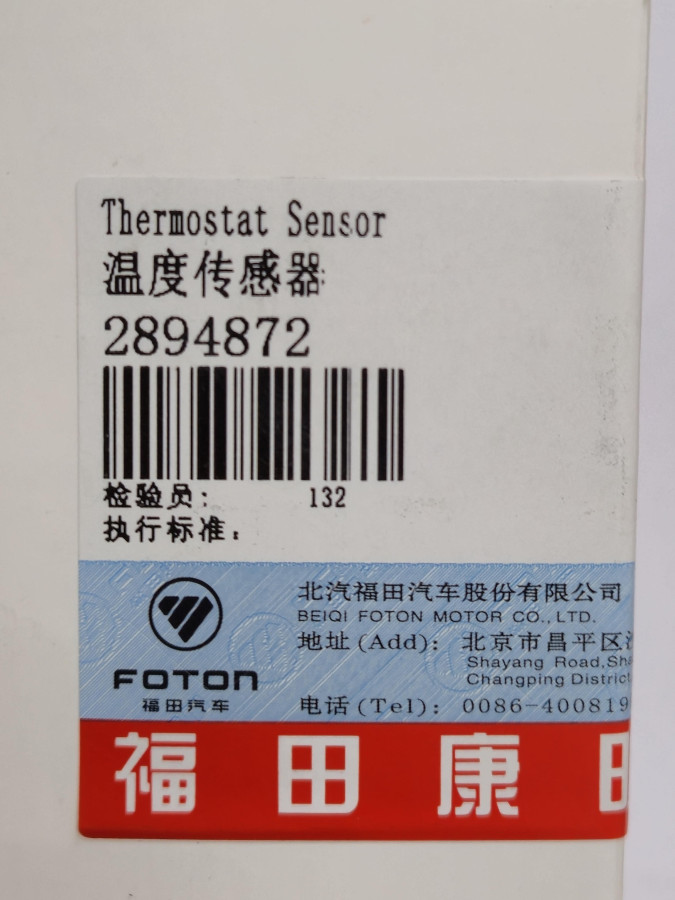 Thermostat Sensor
温度传感器
2894872
检验员: 132
执行标准:
FOTON
福田汽车
北汽福田汽车股份有限公司
BEIQI FOTON MOTOR CO.,LTD.
地址(Add): 北京市昌平区
Shayang Road,Sha
Changping District
电话(Tel): 0086-400819
福田康